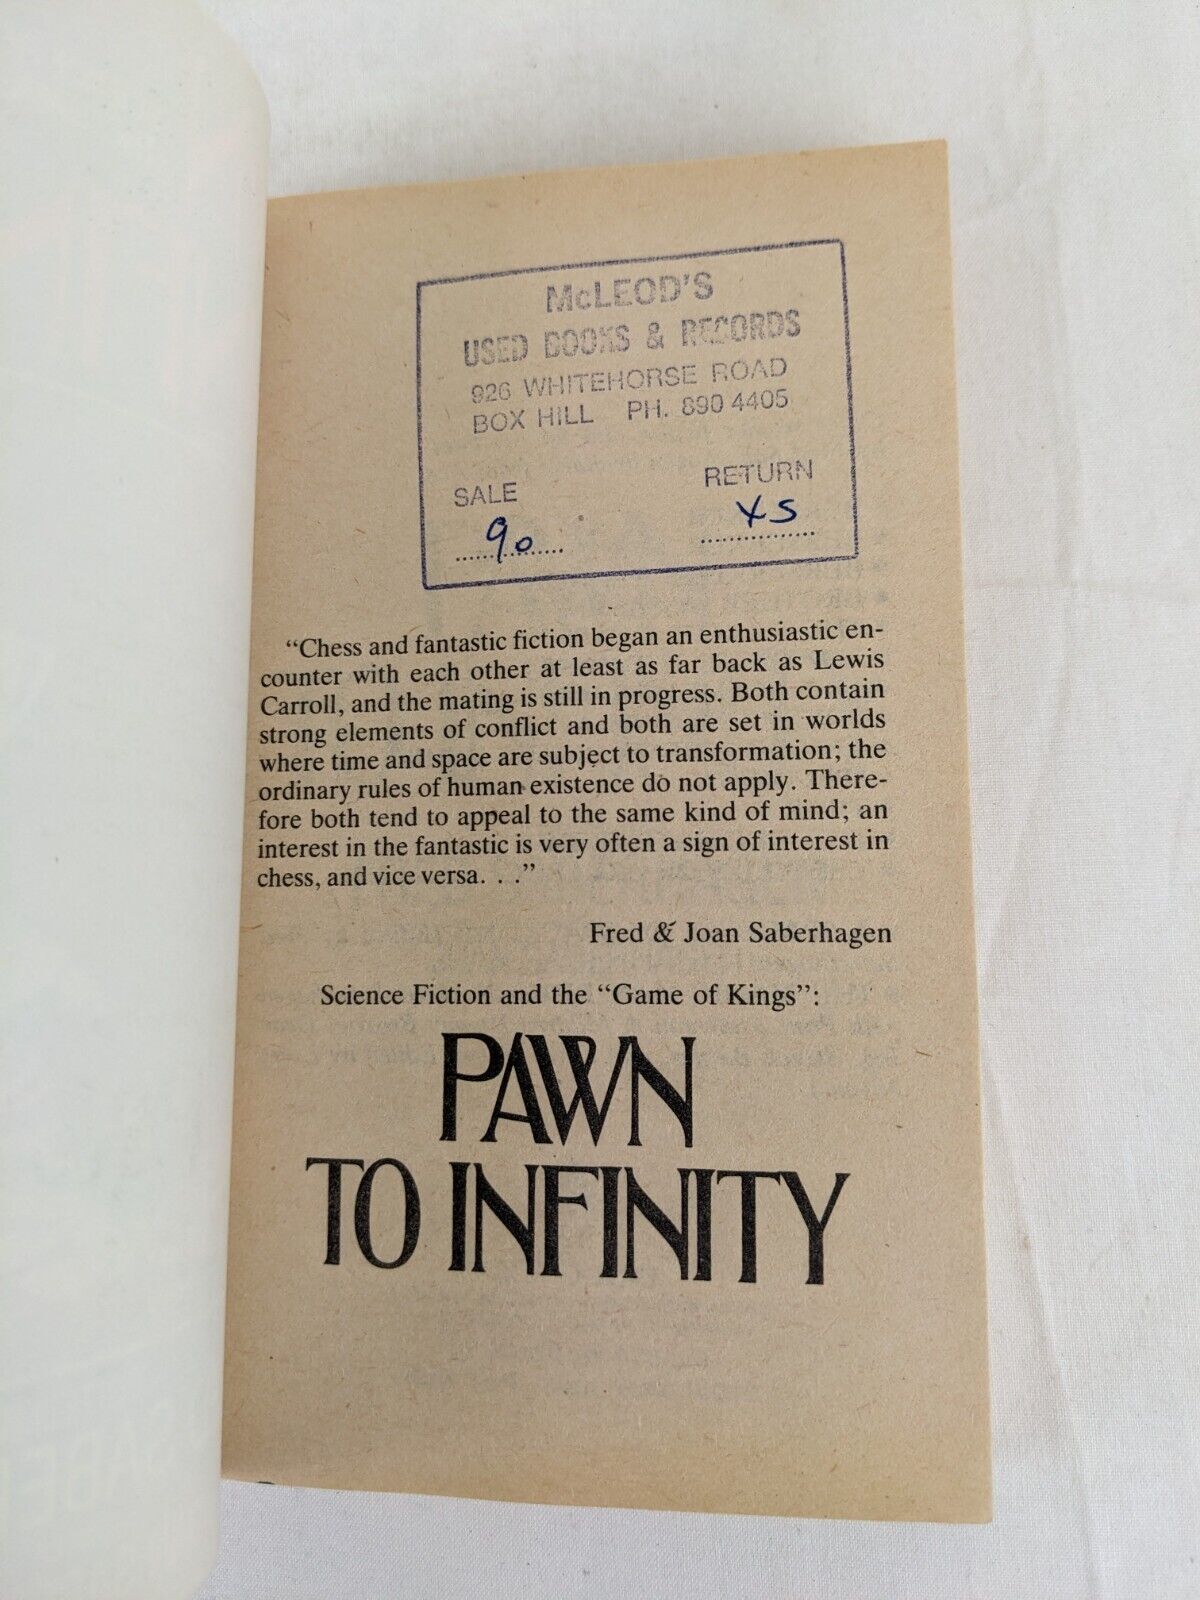 McLEOD'S
USED BOOKS & RECORDS
926 WHITEHORSE ROAD
BOX HILL PH. 890 4405
SALE RETURN
90 45
"Chess and fantastic fiction began an enthusiastic en-
counter with each other at least as far back as Lewis
Carroll, and the mating is still in progress. Both contain
strong elements of conflict and both are set in worlds
where time and space are subject to transformation; the
ordinary rules of human existence do not apply. There-
fore both tend to appeal to the same kind of mind; an
interest in the fantastic is very often a sign of interest in
chess, and vice versa. . ."
Fred & Joan Saberhagen
Science Fiction and the "Game of Kings":
PAWN
TO INFINITY